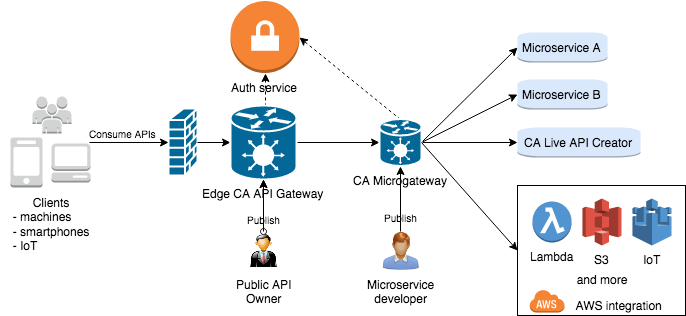 Microservice A
Auth service
Microservice B
Consume APIs
CA Live API Creator
Edge CA API Gateway
CA Microgateway
Clients
- machines
- smartphones
- IoT
Publish
Publish
Lambda
S3
IoT
and more
Public API
Owner
Microservice
developer
AWS
AWS integration